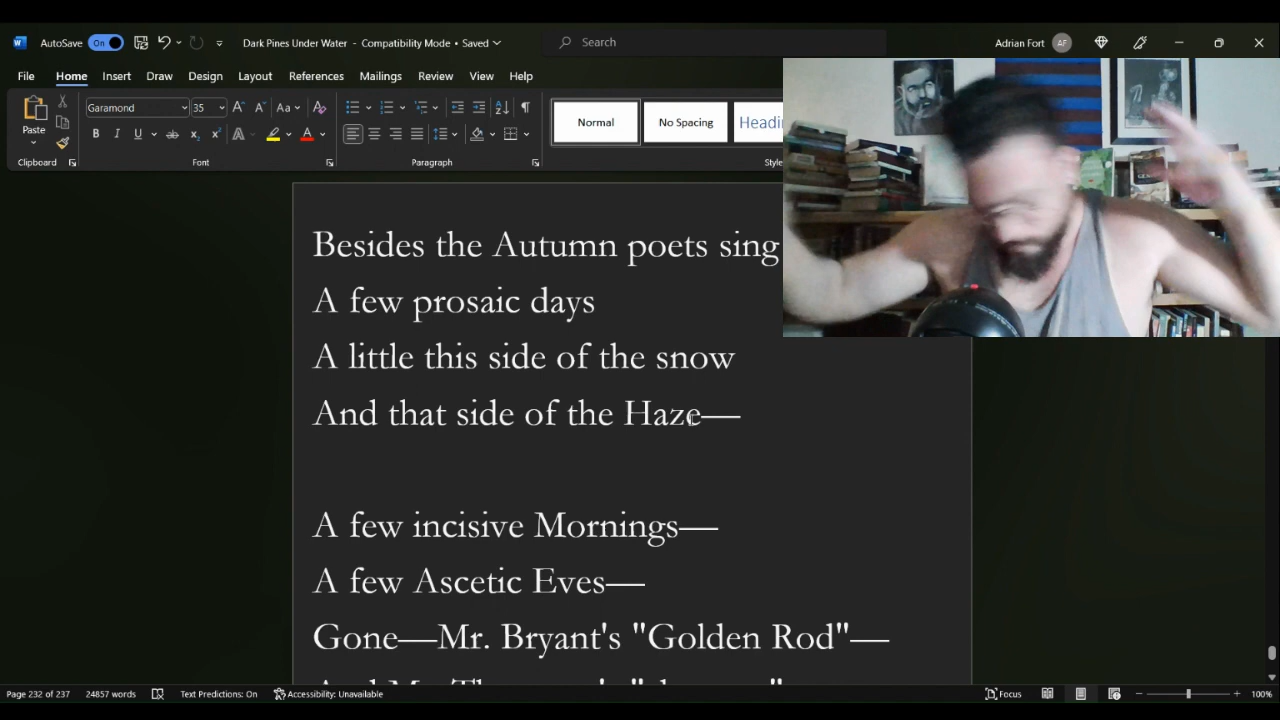 AutoSave On Dark Pines Under Water - Compatibility Mode • Saved Search Adrian Fort AF
File Home Insert Draw Design Layout References Mailings Review View Help
Paste Garamond 35 Normal No Spacing Headi
Clipboard Font Paragraph Style
Besides the Autumn poets sing
A few prosaic days
A little this side of the snow
And that side of the Haze—
A few incisive Mornings—
A few Ascetic Eves—
Gone—Mr. Bryant's "Golden Rod"—
Page 232 of 237 24857 words Text Predictions: On Accessibility: Unavailable Focus 100%